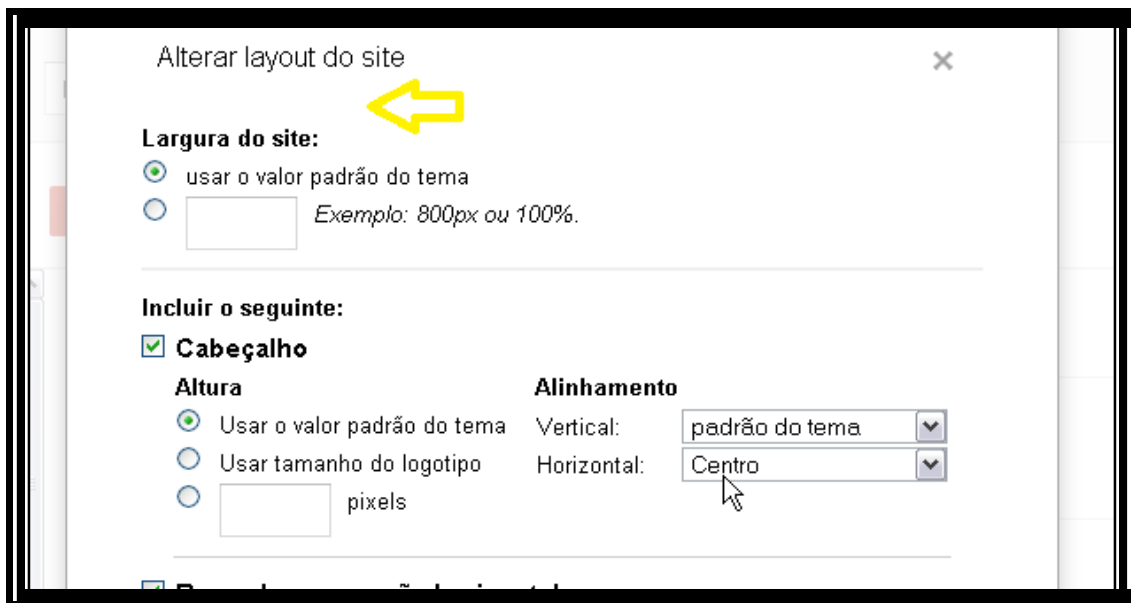 Alterar layout do site
Largura do site:
usar o valor padrão do tema
Exemplo: 800px ou 100%.
Incluir o seguinte:
Cabeçalho
Altura Alinhamento
Usar o valor padrão do tema Vertical: padrão do tema
Usar tamanho do logotipo Horizontal: Centro
pixels